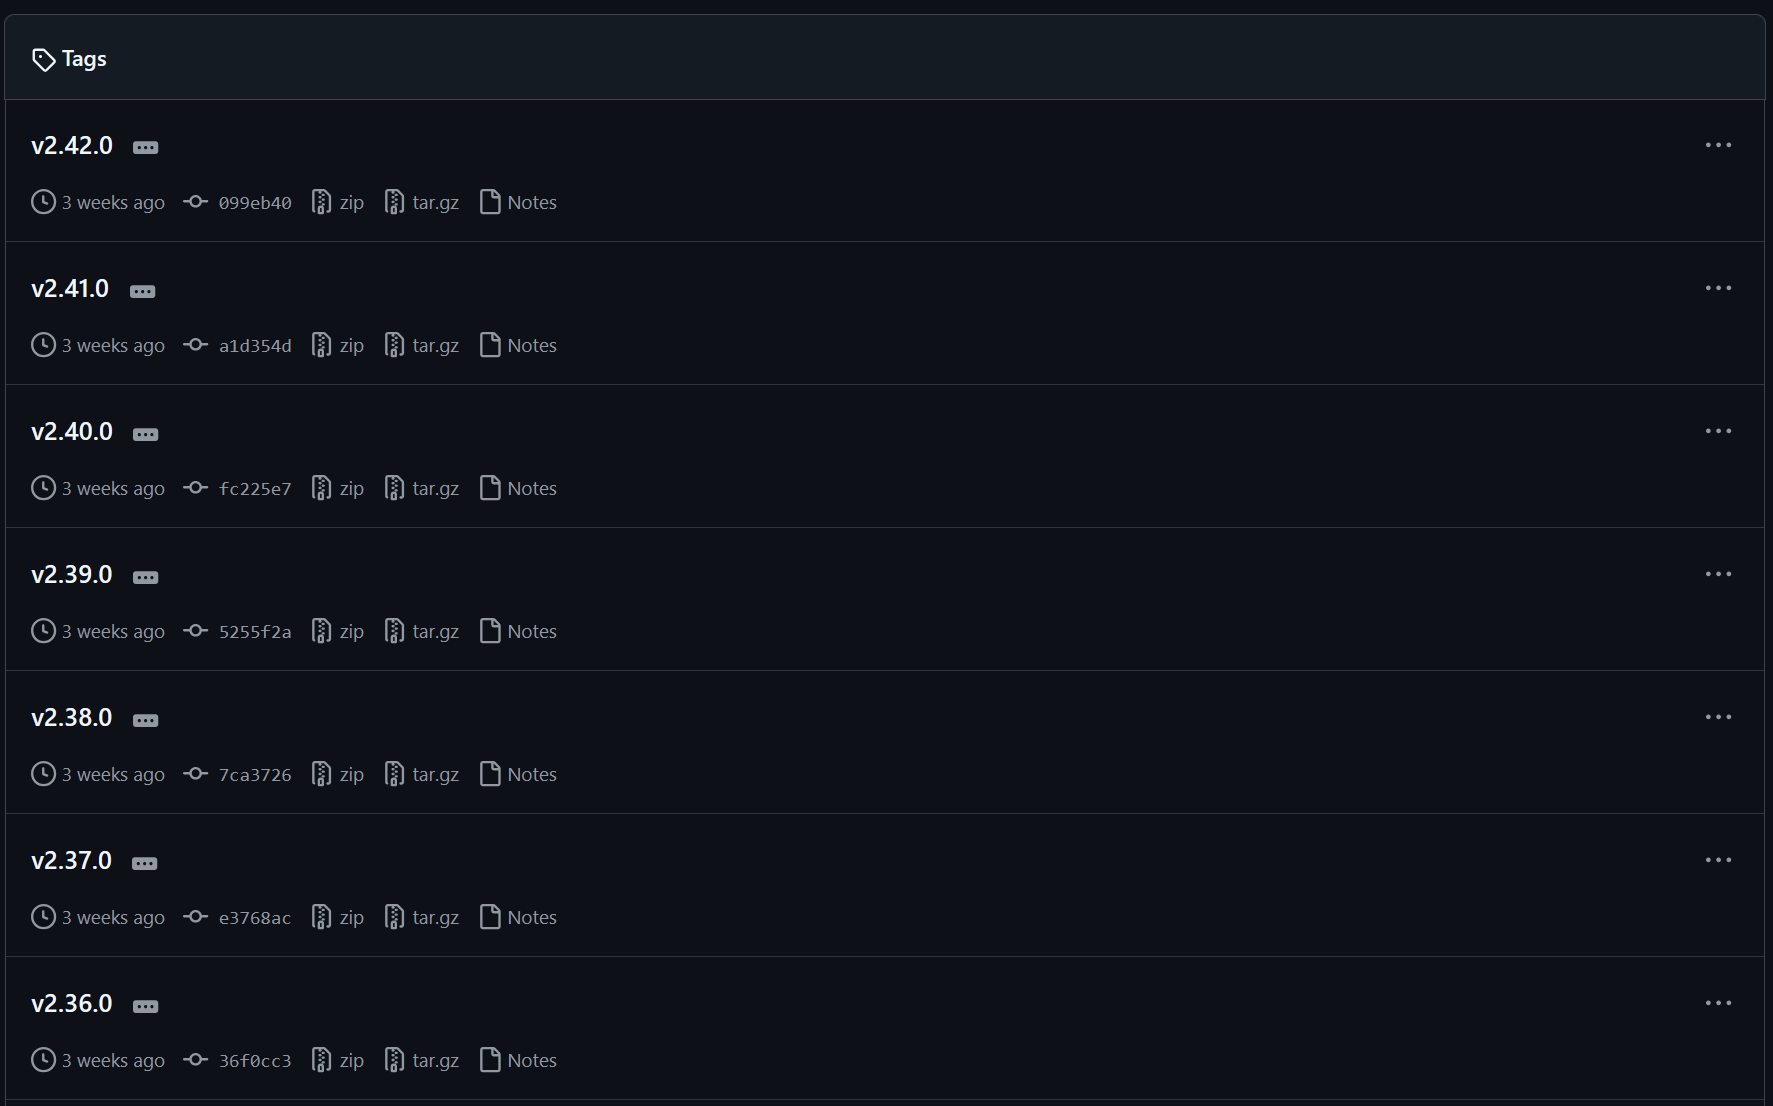 Tags
v2.42.0
3 weeks ago 099eb40 zip tar.gz Notes
v2.41.0
3 weeks ago a1d354d zip tar.gz Notes
v2.40.0
3 weeks ago fc225e7 zip tar.gz Notes
v2.39.0
3 weeks ago 5255f2a zip tar.gz Notes
v2.38.0
3 weeks ago 7ca3726 zip tar.gz Notes
v2.37.0
3 weeks ago e3768ac zip tar.gz Notes
v2.36.0
3 weeks ago 36f0cc3 zip tar.gz Notes